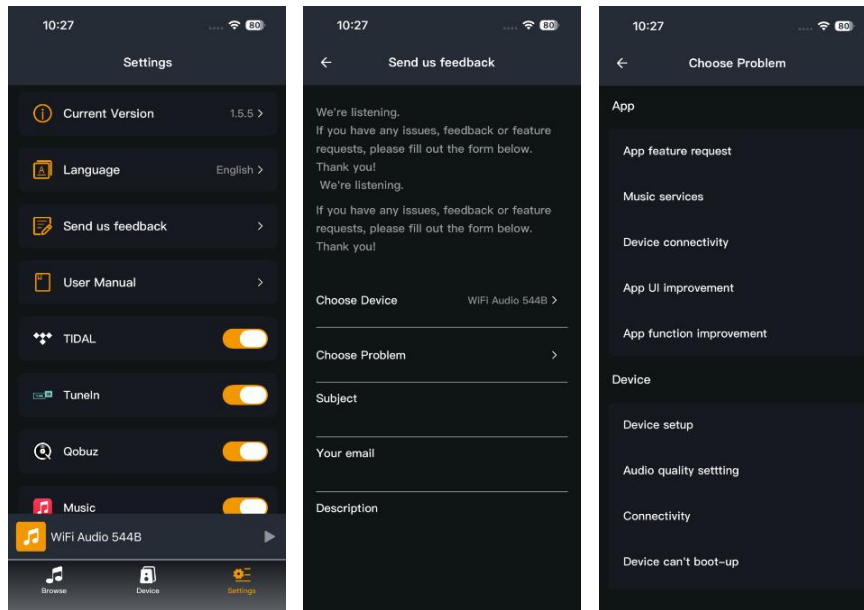 10:27
80
Settings
Current Version 1.5.5 >
Language English >
Send us feedback >
User Manual >
TIDAL
TuneIn
Qobuz
Music
WiFi Audio 544B
Browse Device Settings
10:27
80
Send us feedback
We're listening.
If you have any issues, feedback or feature
requests, please fill out the form below.
Thank you!
We're listening.
If you have any issues, feedback or feature
requests, please fill out the form below.
Thank you!
Choose Device WiFi Audio 544B >
Choose Problem >
Subject
Your email
Description
10:27
80
Choose Problem
App
App feature request
Music services
Device connectivity
App UI improvement
App function improvement
Device
Device setup
Audio quality settting
Connectivity
Device can't boot-up